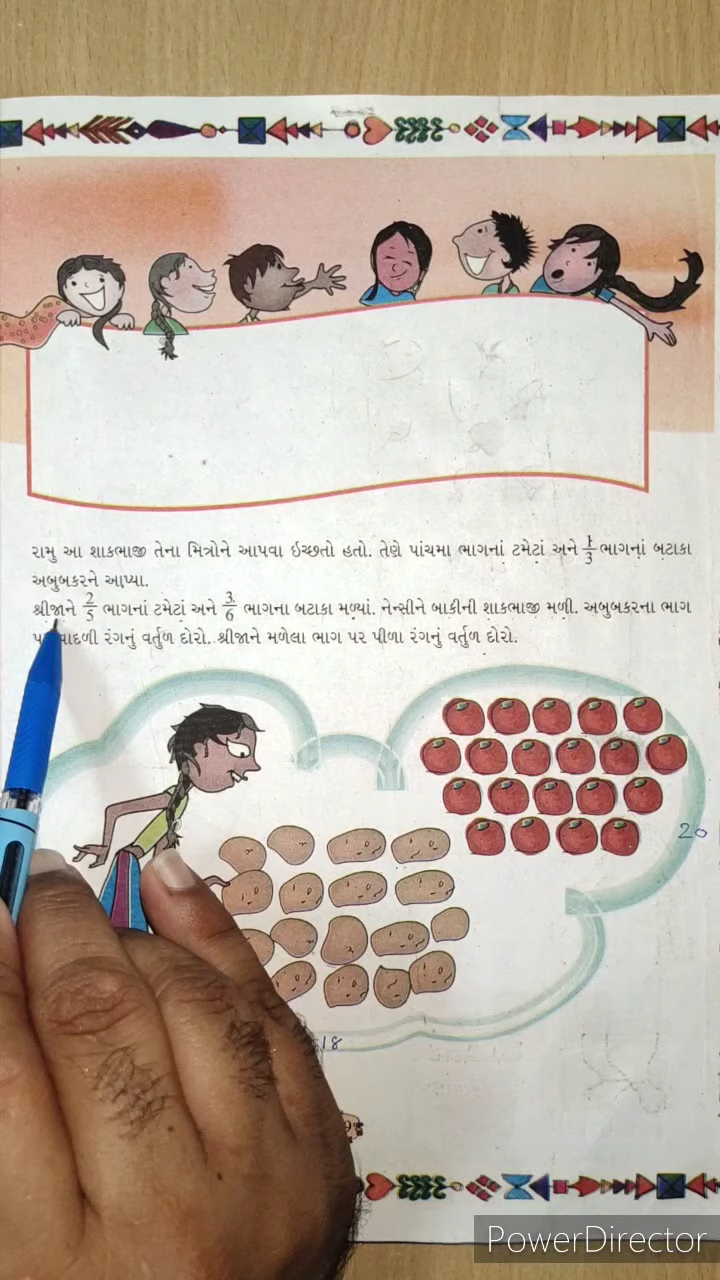 રામુ આ શાકભાજી તેના મિત્રોને આપવા ઇચ્છતો હતો. તેણે પાંચમા ભાગનાં ટમેટાં અને 1/3 ભાગનાં બટાકા
અબુબકરને આપ્યા.
શ્રીજાને 2/5 ભાગનાં ટમેટાં અને 3/6 ભાગના બટાકા મળ્યાં. નેન્સીને બાકીની શાકભાજી મળી. અબુબકરના ભાગ
વાદળી રંગનું વર્તુળ દોરો. શ્રીજાને મળેલા ભાગ પર પીળા રંગનું વર્તુળ દોરો.
20
18
PowerDirector